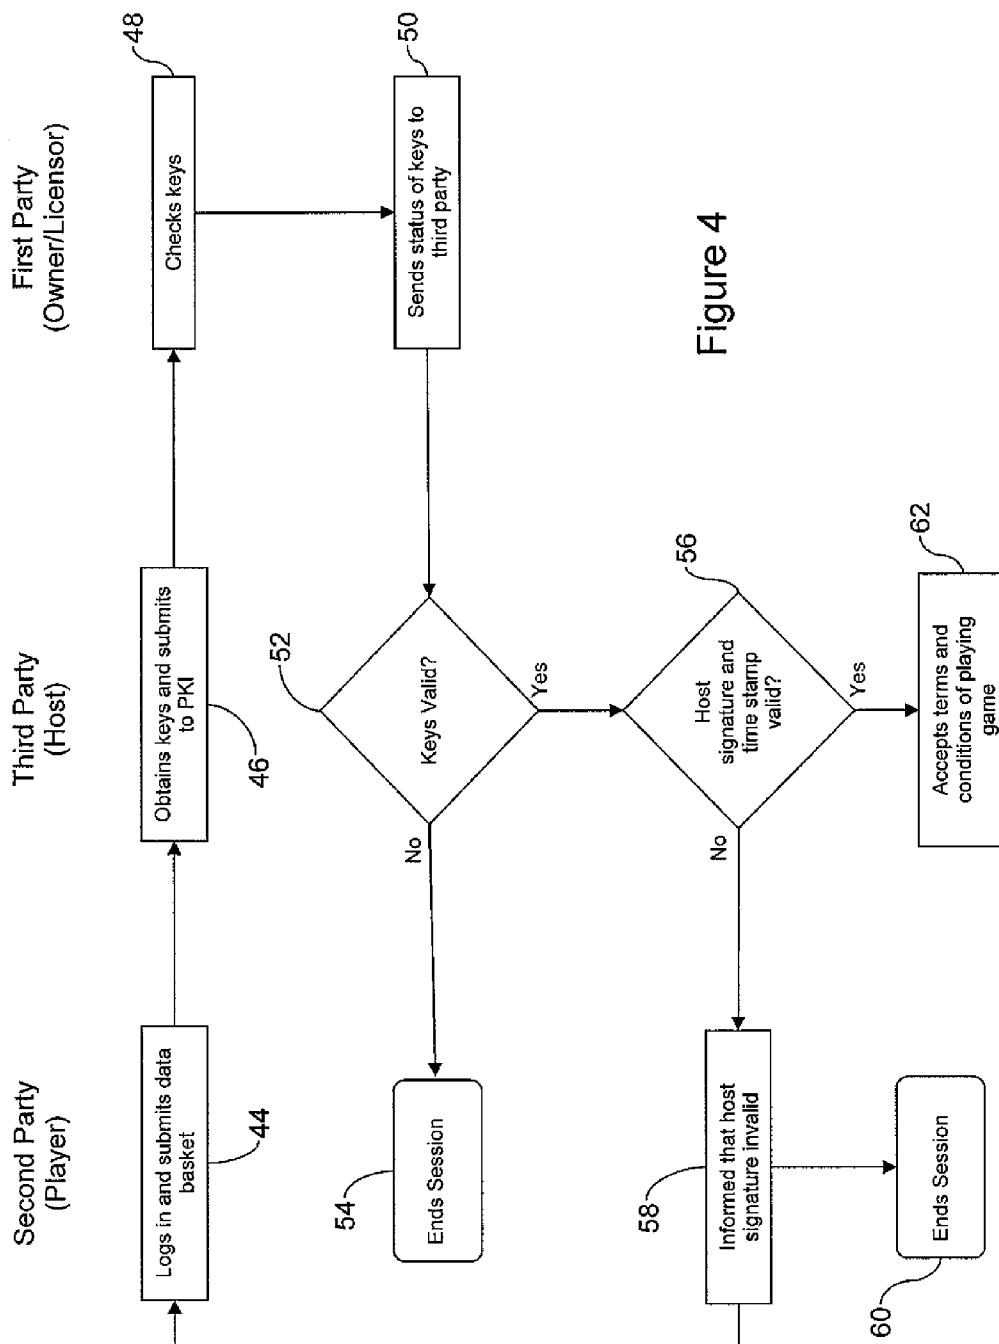 Second Party
(Player)
Third Party
(Host)
First Party
(Owner/Licensor)
Logs in and submits data
basket
44
Obtains keys and submits
to PKI
46
Checks keys
48
Sends status of keys to
third party
50
Keys Valid?
52
No
Yes
Ends Session
54
Host
signature and
time stamp
valid?
56
No
Yes
Informed that host
signature invalid
58
Ends Session
60
Accepts terms and
conditions of playing
game
62
Figure 4